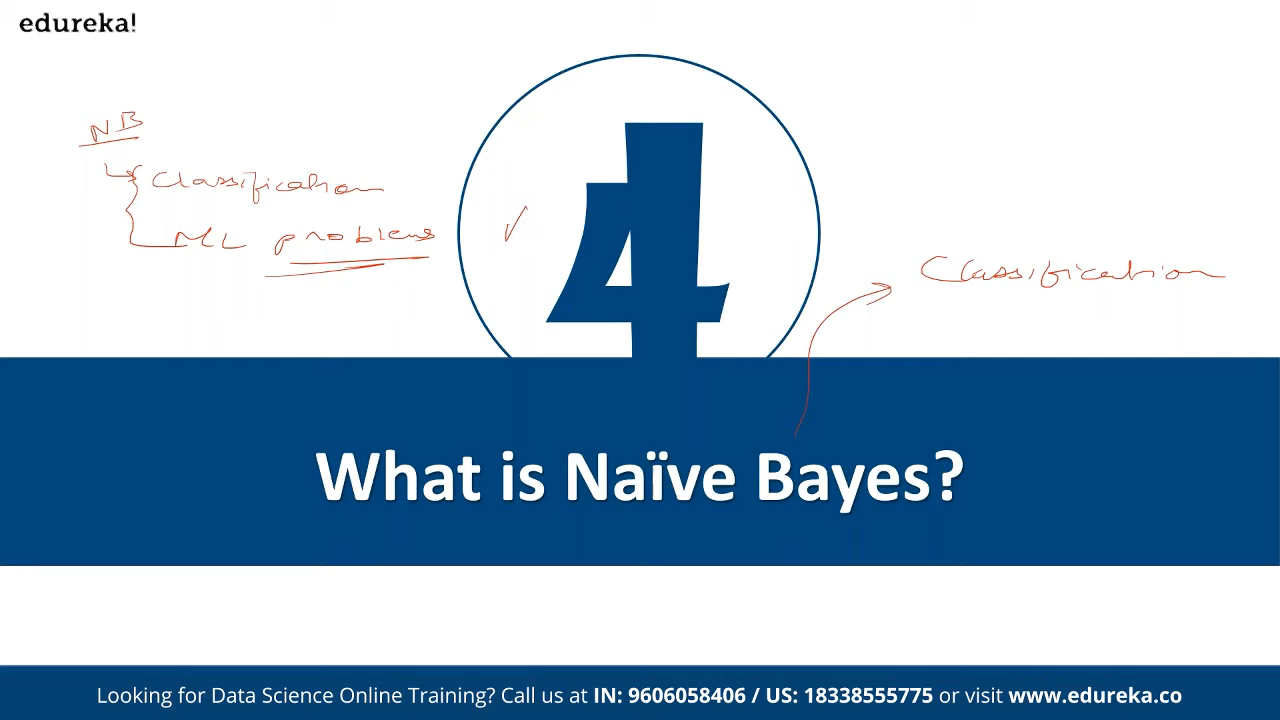 edureka!
NB
Classification
ML problems
4
Classification
What is Naïve Bayes?
Looking for Data Science Online Training? Call us at IN: 9606058406 / US: 18338555775 or visit www.edureka.co